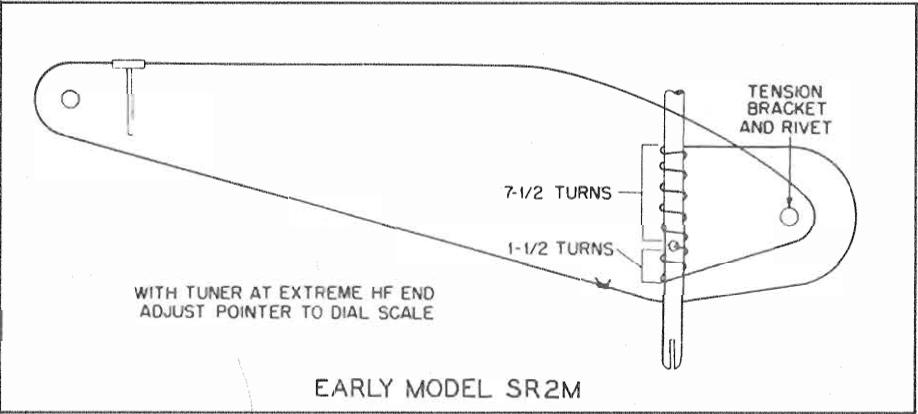 TENSION
BRACKET
AND RIVET
7-1/2 TURNS
1-1/2 TURNS
WITH TUNER AT EXTREME HF END
ADJUST POINTER TO DIAL SCALE
EARLY MODEL SR2M